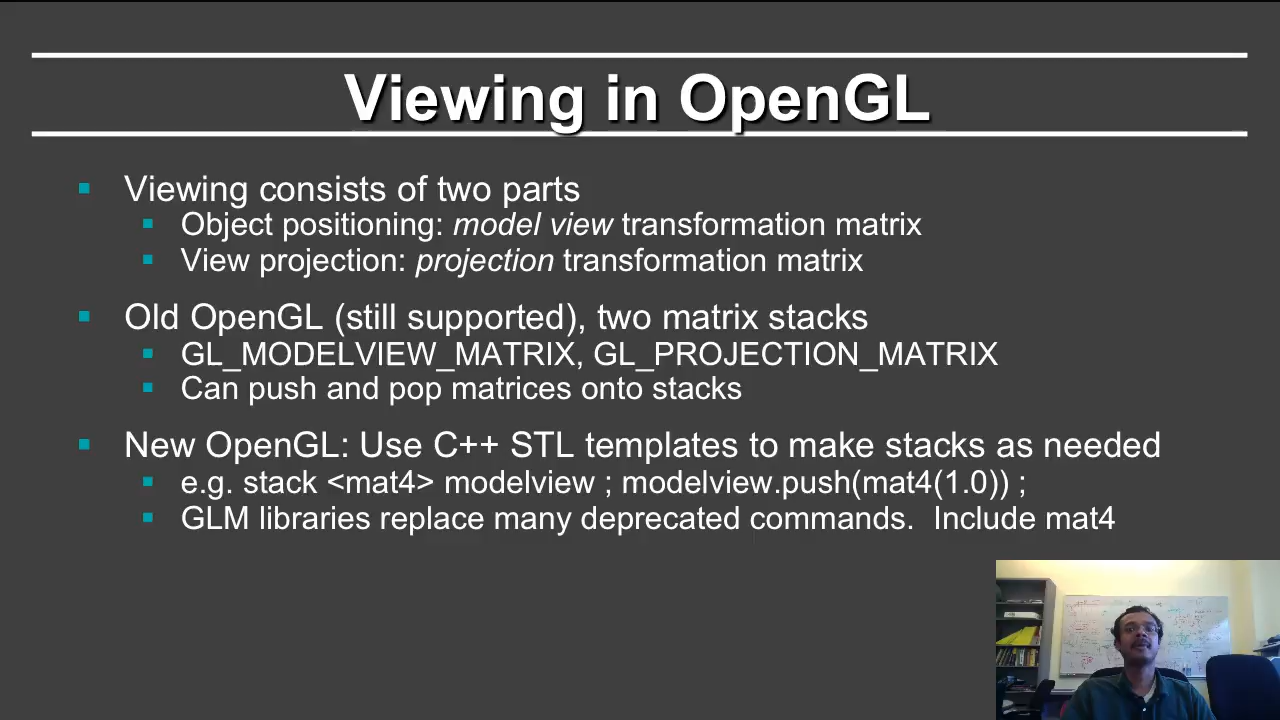 Viewing in OpenGL
Viewing consists of two parts
Object positioning: model view transformation matrix
View projection: projection transformation matrix
Old OpenGL (still supported), two matrix stacks
GL_MODELVIEW_MATRIX, GL_PROJECTION_MATRIX
Can push and pop matrices onto stacks
New OpenGL: Use C++ STL templates to make stacks as needed
e.g. stack <mat4> modelview ; modelview.push(mat4(1.0)) ;
GLM libraries replace many deprecated commands.  Include mat4